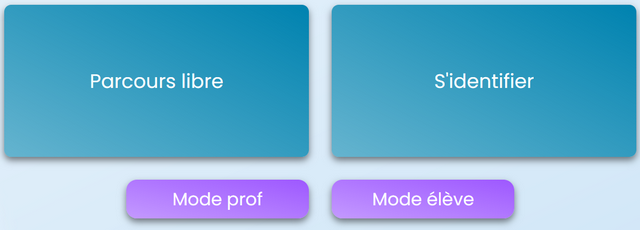 Parcours libre
S'identifier
Mode prof
Mode élève